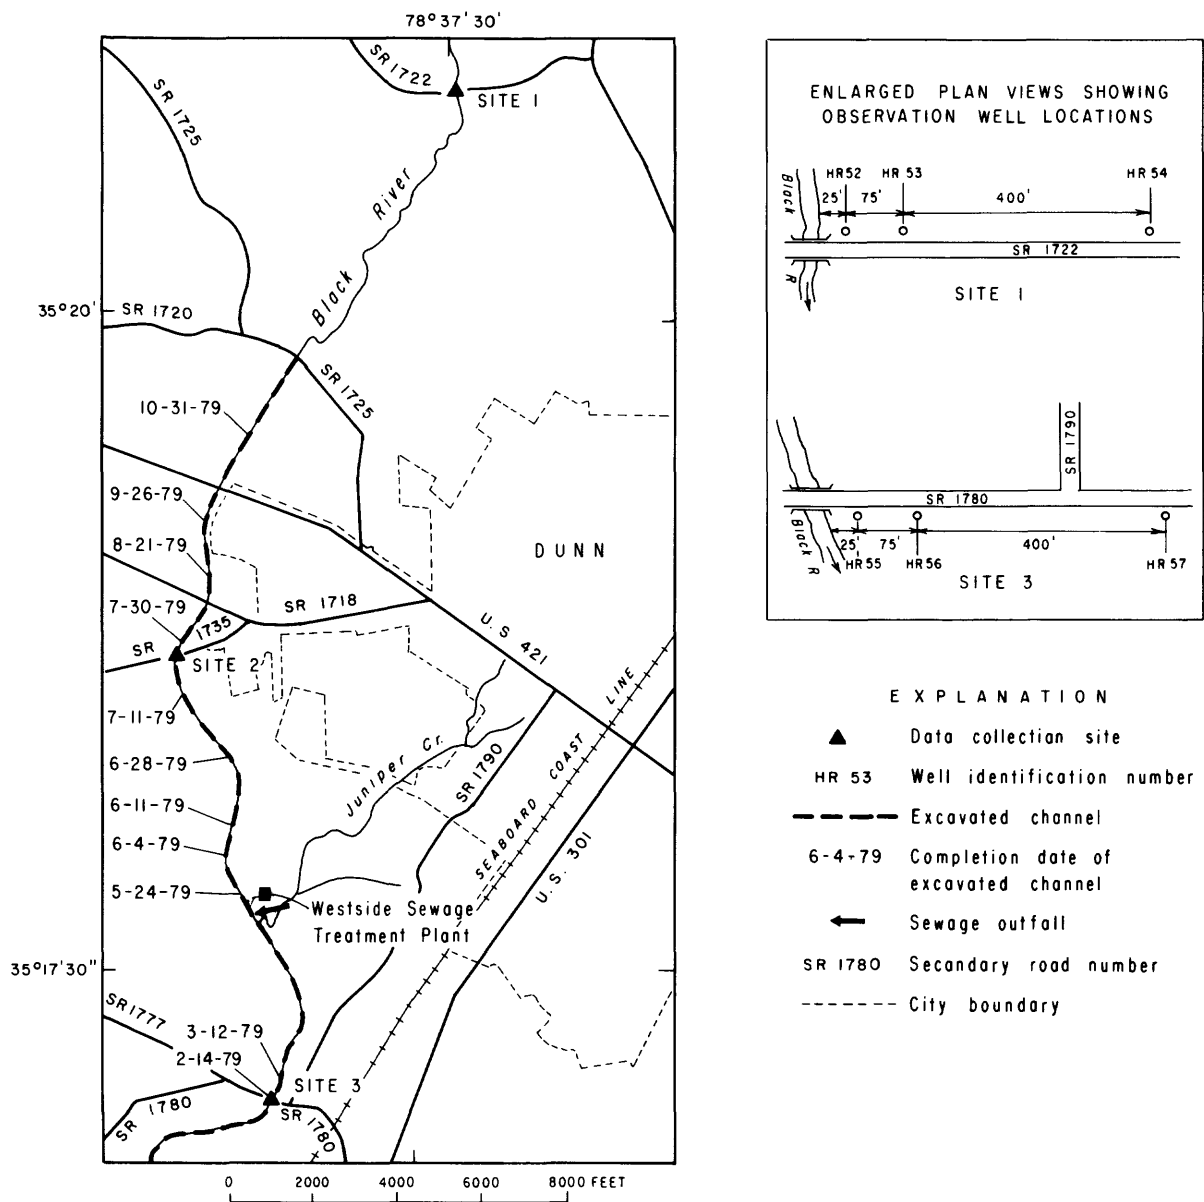 78°37'30"
SR 1722
SITE 1
SR 1725
Black River
35°20'
SR 1720
SR 1725
10-31-79
9-26-79
8-21-79
DUNN
7-30-79
SR 1718
SR 1735
SITE 2
U.S 421
7-11-79
6-28-79
Juniper Cr.
SR 1790
SEABOARD COAST LINE
6-11-79
6-4-79
U.S. 301
5-24-79
Westside Sewage
Treatment Plant
35°17'30"
SR 1777
3-12-79
2-14-79
SITE 3
SR 1780
SR 1780
0 2000 4000 6000 8000 FEET
ENLARGED PLAN VIEWS SHOWING
OBSERVATION WELL LOCATIONS
HR 52 HR 53 HR 54
25' 75' 400'
Black R
SR 1722
SITE 1
SR 1790
SR 1780
Black R
25' 75' 400'
HR 55 HR 56 HR 57
SITE 3
EXPLANATION
Data collection site
HR 53 Well identification number
Excavated channel
6-4-79 Completion date of
excavated channel
Sewage outfall
SR 1780 Secandary road number
City boundary